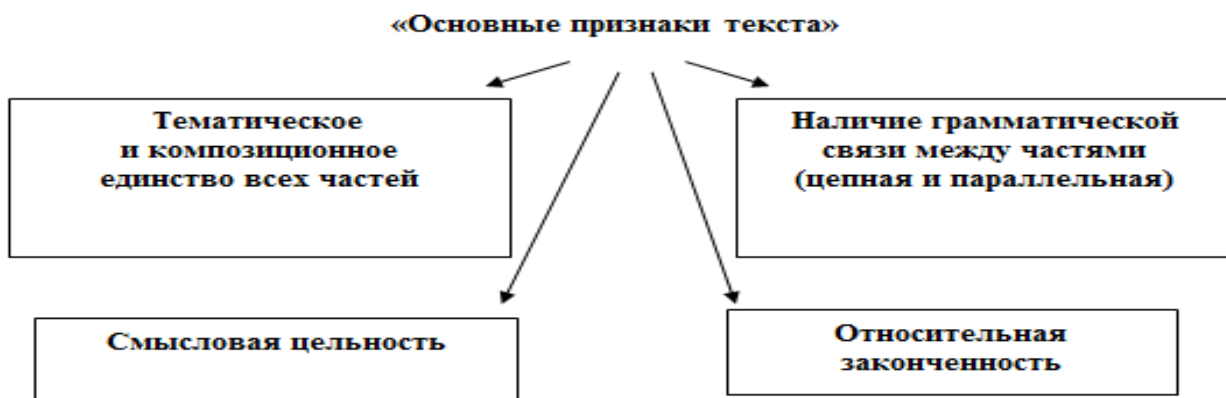 «Основные признаки текста»
Тематическое
и композиционное
единство всех частей
Наличие грамматической
связи между частями
(цепная и параллельная)
Смысловая цельность
Относительная
законченность